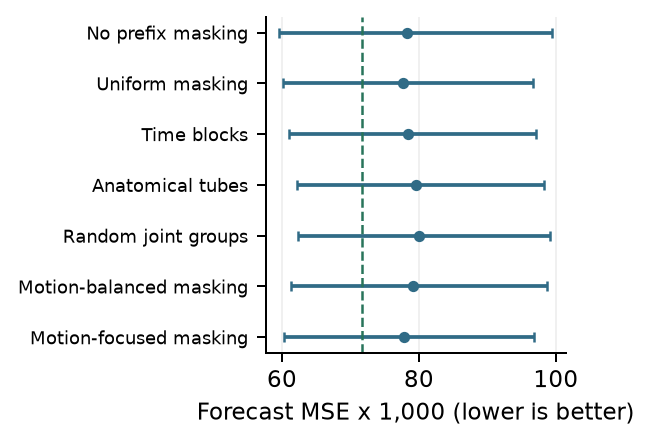 No prefix masking
Uniform masking
Time blocks
Anatomical tubes
Random joint groups
Motion-balanced masking
Motion-focused masking
60 80 100
Forecast MSE x 1,000 (lower is better)